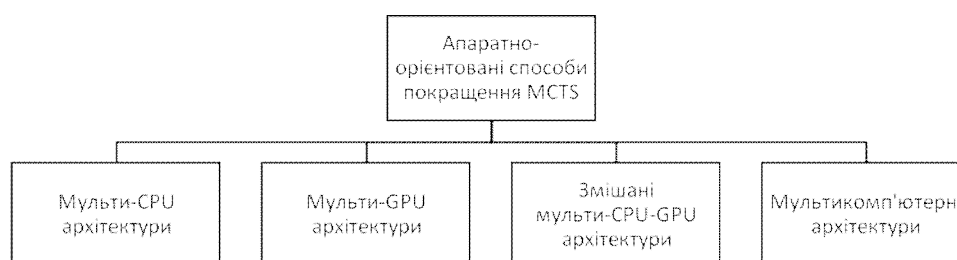 Апаратно-
орієнтовані способи
покращення MCTS
Мульти-CPU
архітектури
Мульти-GPU
архітектури
Змішані
мульти-CPU-GPU
архітектури
Мультикомп'ютерн
архітектури